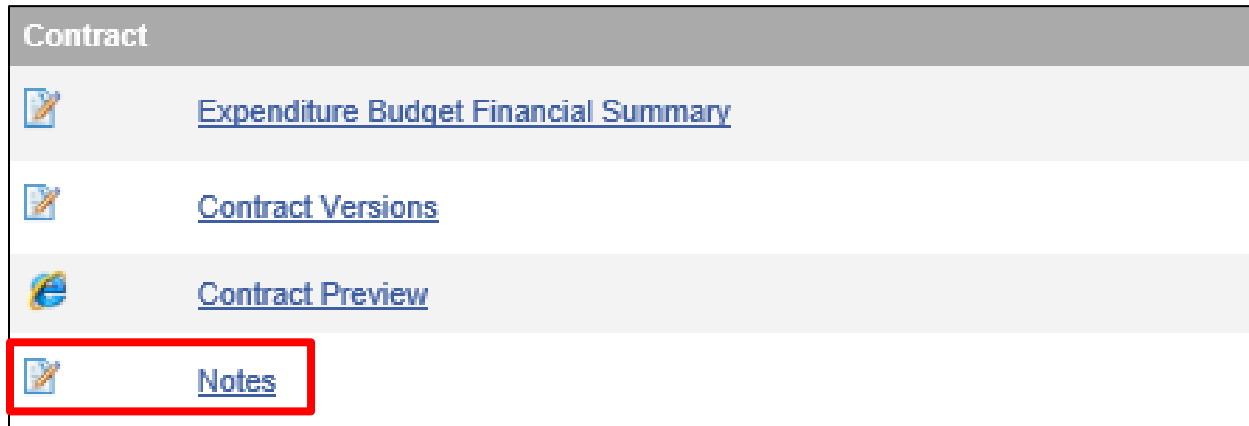 Contract
Expenditure Budget Financial Summary
Contract Versions
Contract Preview
Notes